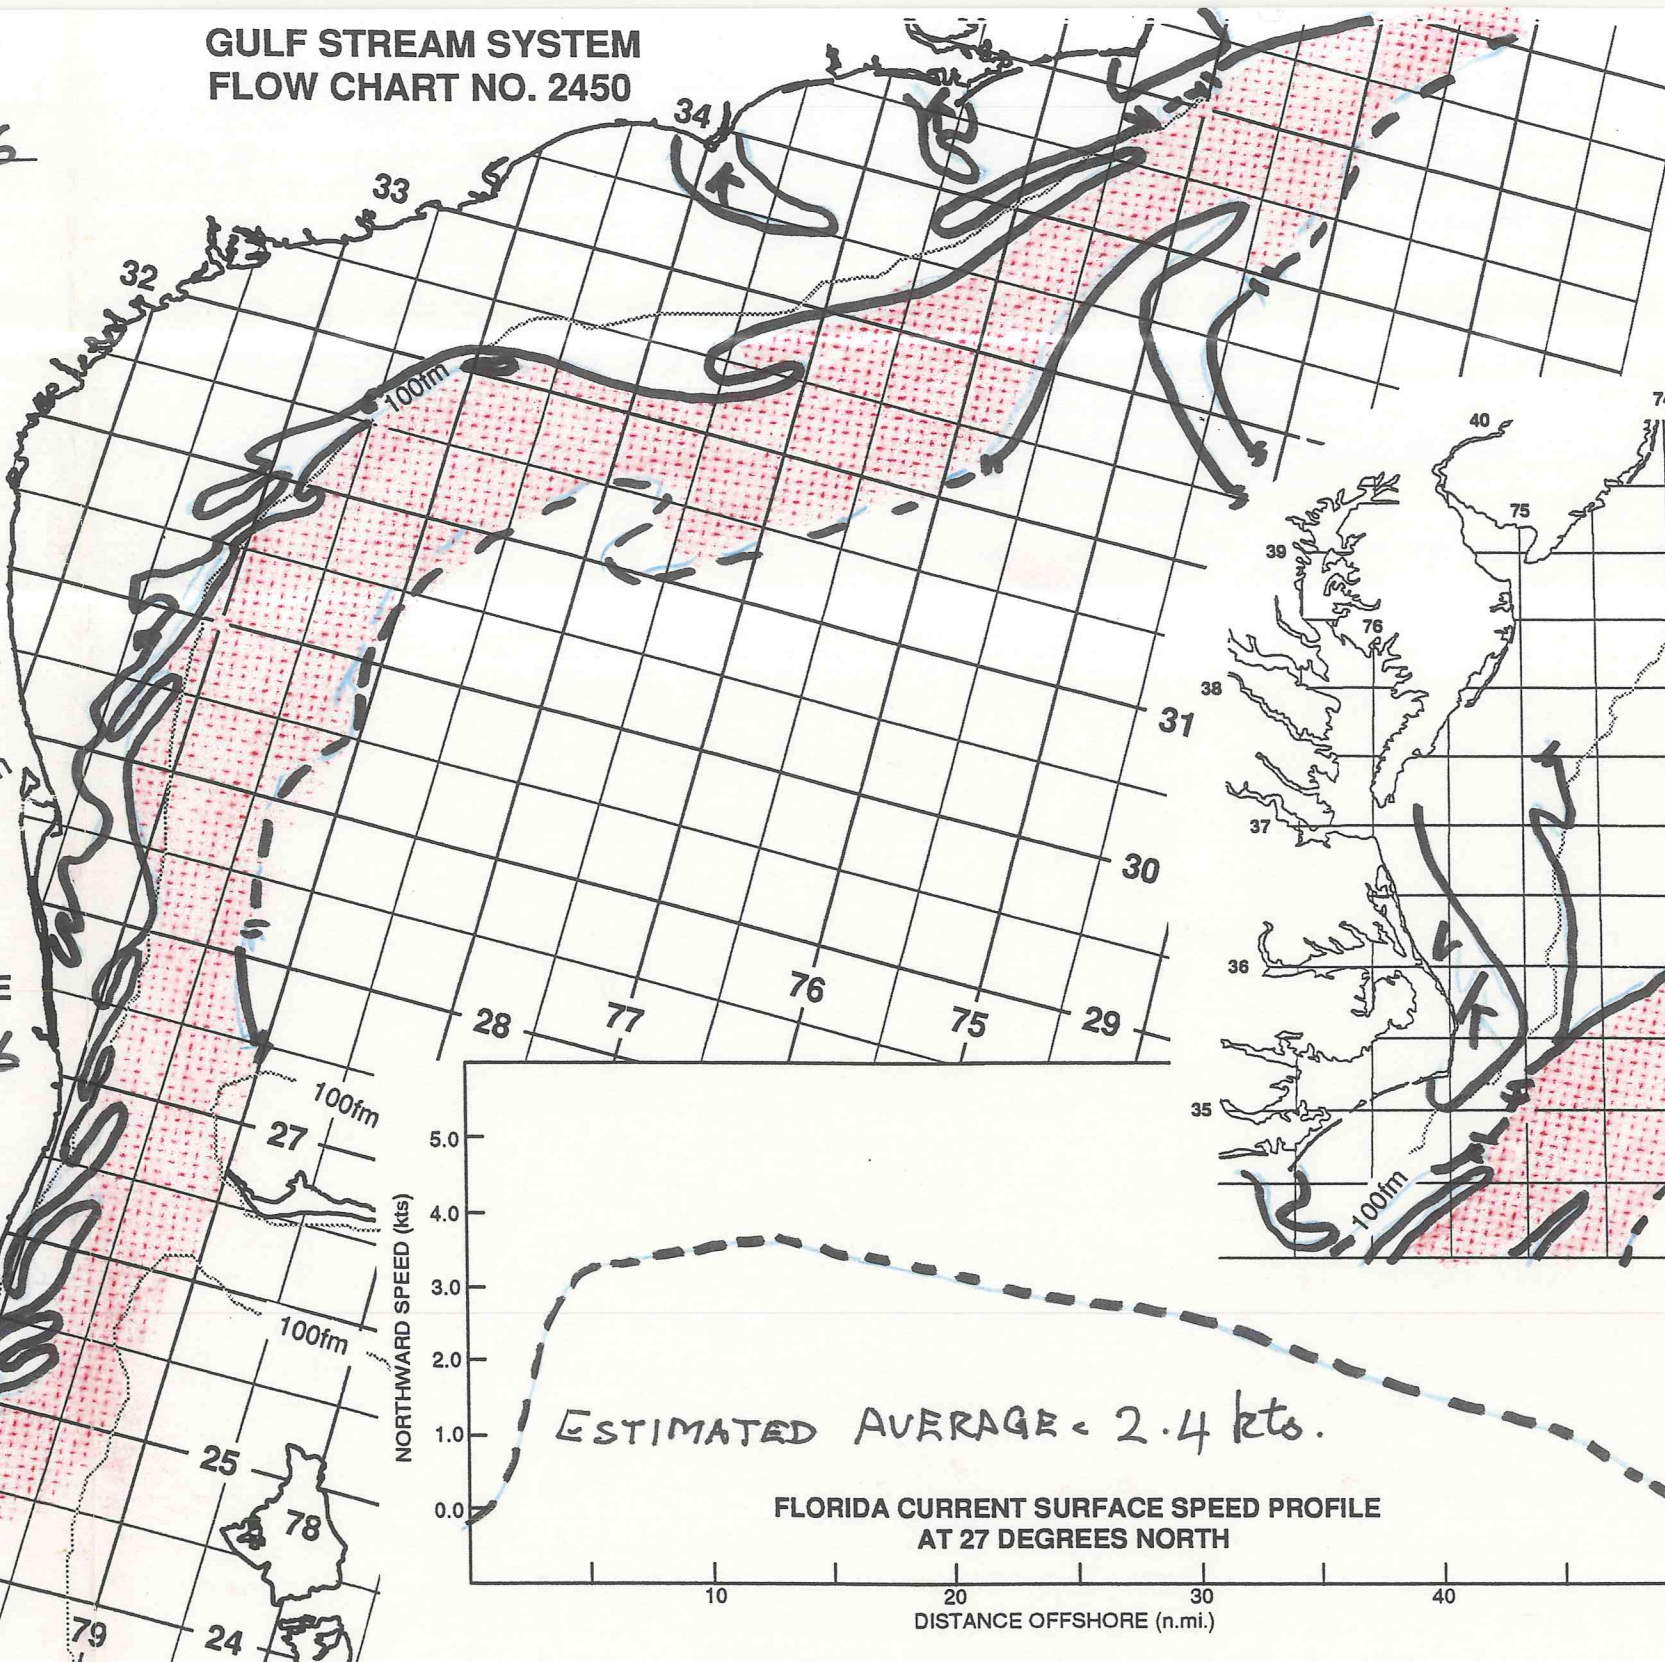 GULF STREAM SYSTEM
FLOW CHART NO. 2450
34
33
32
100fm
31
30
76
77
75
28
29
100fm
27
100fm
25
78
79
24
40
74
75
39
76
38
37
36
35
100fm
5.0
4.0
3.0
2.0
1.0
0.0
NORTHWARD SPEED (kts)
ESTIMATED AVERAGE = 2.4 kts.
FLORIDA CURRENT SURFACE SPEED PROFILE
AT 27 DEGREES NORTH
10
20
30
40
DISTANCE OFFSHORE (n.mi.)
E
6